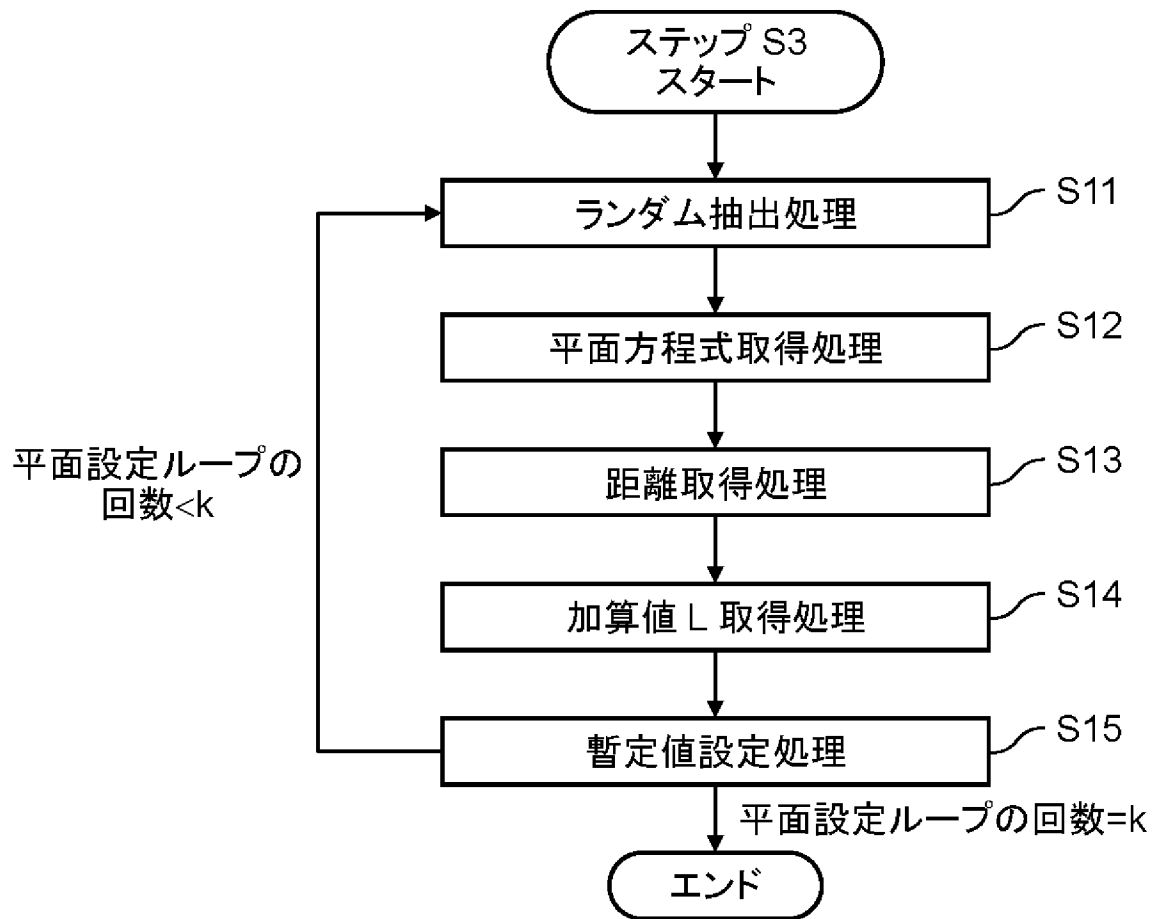 ステップ S3
スタート
ランダム抽出処理
S11
平面方程式取得処理
S12
平面設定ループの
回数<k
距離取得処理
S13
加算値 L 取得処理
S14
暫定値設定処理
S15
平面設定ループの回数=k
エンド